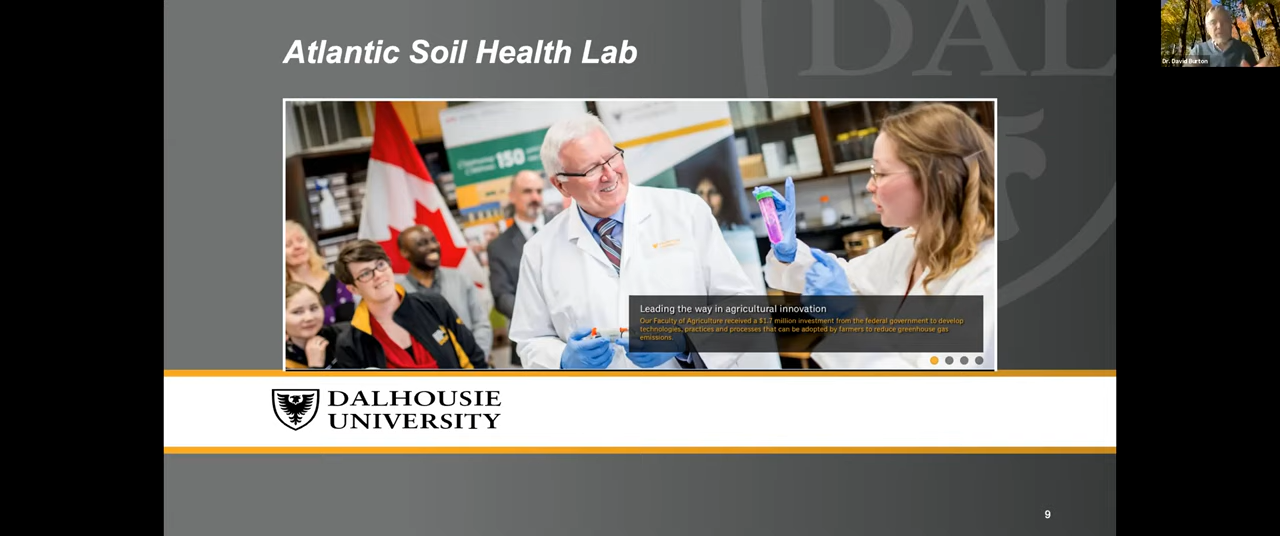 Atlantic Soil Health Lab
DAL
Dr. David Burton
150
Leading the way in agricultural innovation
Our Faculty of Agriculture received a $1.7 million investment from the federal government to develop
technologies, practices and processes that can be adopted by farmers to reduce greenhouse gas
emissions.
DALHOUSIE
UNIVERSITY
9